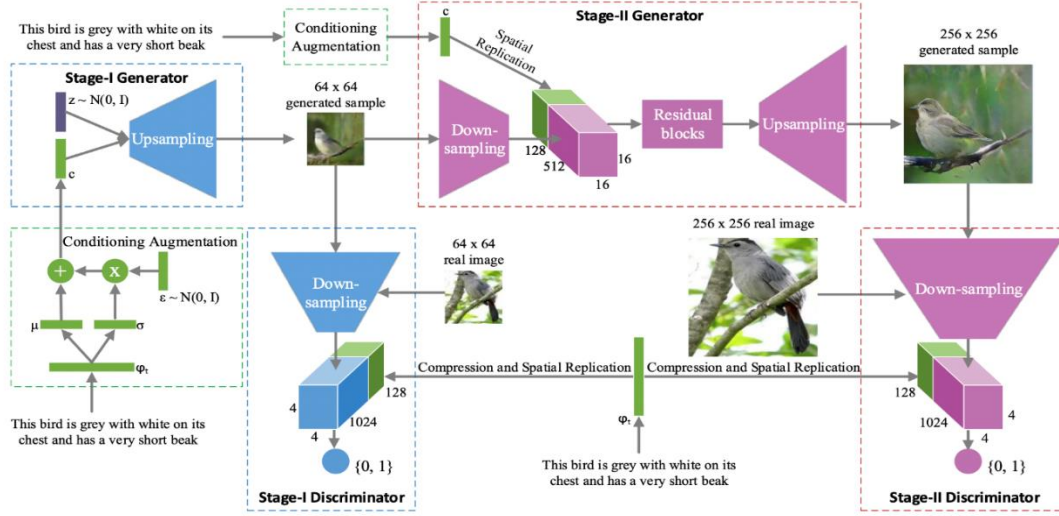 This bird is grey with white on its
chest and has a very short beak
Conditioning
Augmentation
c
Stage-II Generator
Spatial
Replication
256 x 256
generated sample
Stage-I Generator
z ~ N(0, I)
c
Upsampling
64 x 64
generated sample
Down-
sampling
128
512
16
16
Residual
blocks
Upsampling
Conditioning Augmentation
+
x
ε ~ N(0, I)
μ
σ
φt
This bird is grey with white on its
chest and has a very short beak
64 x 64
real image
Down-
sampling
4
4
1024
128
{0, 1}
Stage-I Discriminator
256 x 256 real image
Compression and Spatial Replication
Compression and Spatial Replication
φt
This bird is grey with white on its
chest and has a very short beak
Down-sampling
128
1024
4
4
{0, 1}
Stage-II Discriminator